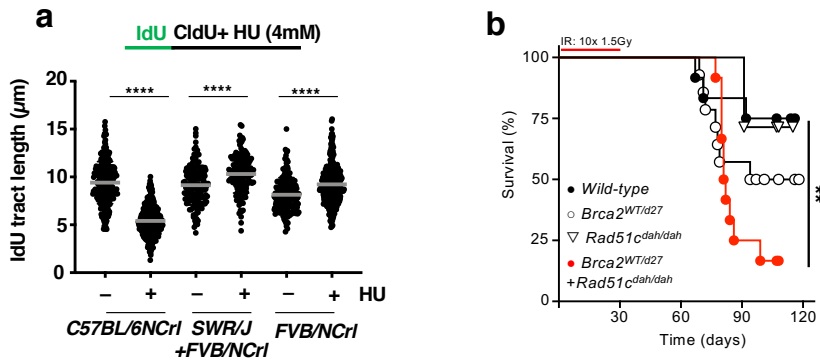 a
IdU CldU+ HU (4mM)
IdU tract length (µm)
20
15
10
5
0
**** **** ****
– + – + – + HU
C57BL/6NCrl SWR/J FVB/NCrl
+FVB/NCrl
b
IR: 10x 1.5Gy
Survival (%)
100
75
50
25
0 30 60 90 120
Time (days)
Wild-type
Brca2WT/d27
Rad51cdah/dah
Brca2WT/d27
+Rad51cdah/dah
**